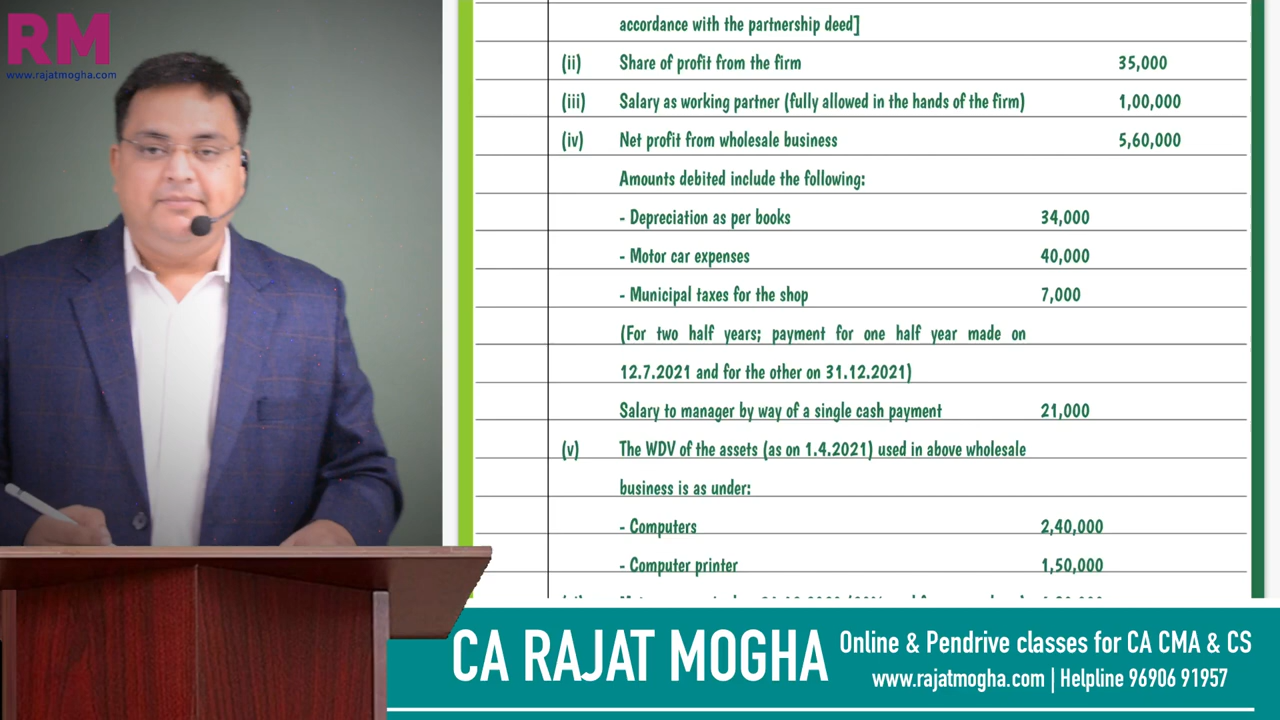 RM
www.rajatmogha.com
accordance with the partnership deed]
(ii) Share of profit from the firm 35,000
(iii) Salary as working partner (fully allowed in the hands of the firm) 1,00,000
(iv) Net profit from wholesale business 5,60,000
Amounts debited include the following:
- Depreciation as per books 34,000
- Motor car expenses 40,000
- Municipal taxes for the shop 7,000
(For two half years; payment for one half year made on
12.7.2021 and for the other on 31.12.2021)
Salary to manager by way of a single cash payment 21,000
(v) The WDV of the assets (as on 1.4.2021) used in above wholesale
business is as under:
- Computers 2,40,000
- Computer printer 1,50,000
CA RAJAT MOGHA
Online & Pendrive classes for CA CMA & CS
www.rajatmogha.com | Helpline 96906 91957